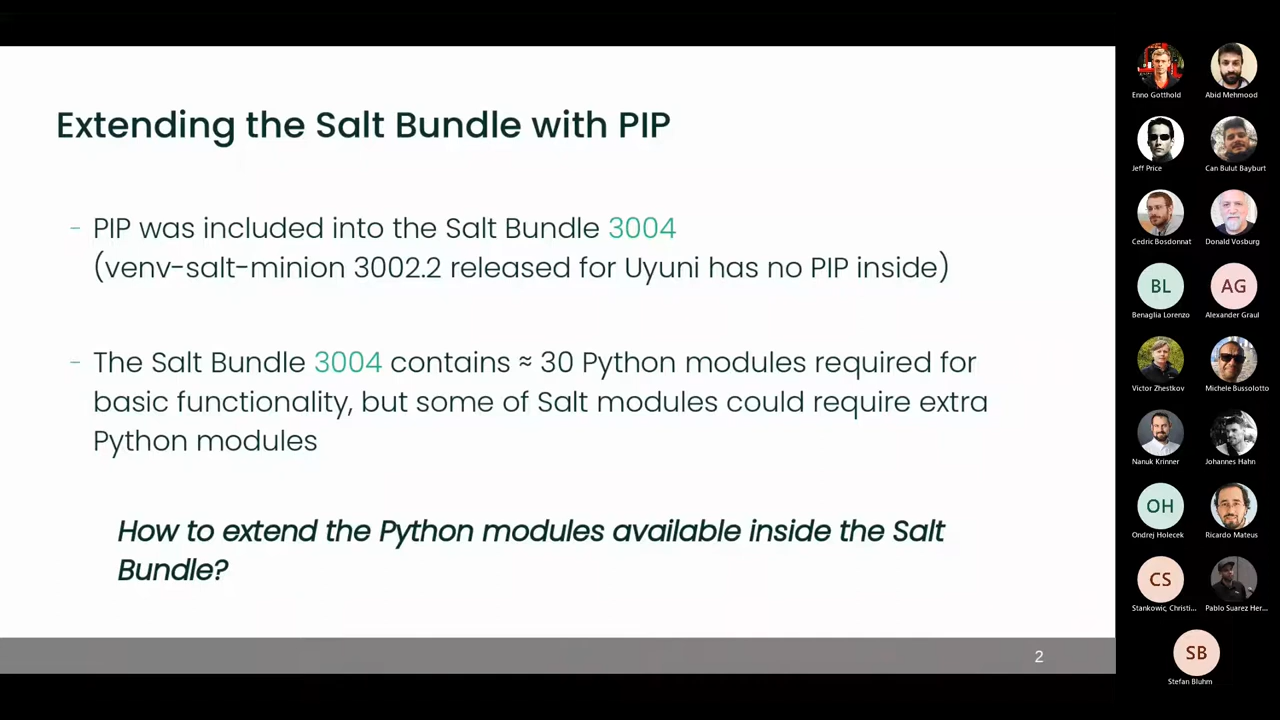 Extending the Salt Bundle with PIP
- PIP was included into the Salt Bundle 3004
(venv-salt-minion 3002.2 released for Uyuni has no PIP inside)
- The Salt Bundle 3004 contains ≈ 30 Python modules required for
basic functionality, but some of Salt modules could require extra
Python modules
How to extend the Python modules available inside the Salt
Bundle?
2
Enno Gotthold
Abid Mehmood
Jeff Price
Can Bulut Bayburt
Cedric Bosdonnat
Donald Vosburg
BL
AG
Benaglia Lorenzo
Alexander Graul
Victor Zhestkov
Michele Bussolotto
Nanuk Krinner
Johannes Hahn
OH
Ondrej Holecek
Ricardo Mateus
CS
Stankowic, Christi...
Pablo Suarez Her...
SB
Stefan Bluhm